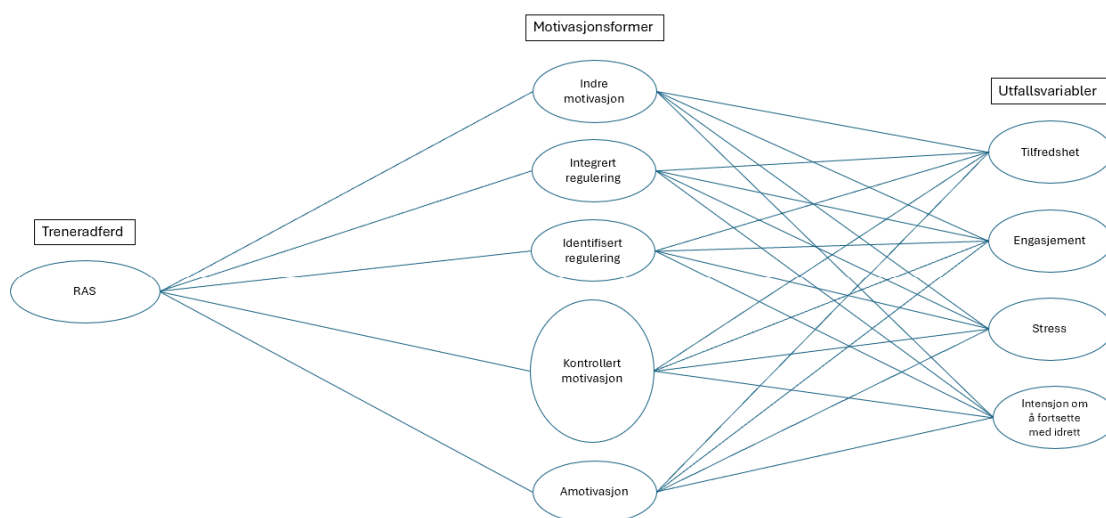 Motivasjonsformer
Indre
motivasjon
Utfallsvariabler
Tilfredshet
Integrert
regulering
Treneradferd
Identifisert
regulering
Engasjement
RAS
Stress
Kontrollert
motivasjon
Intensjon om
å fortsette
med idrett
Amotivasjon